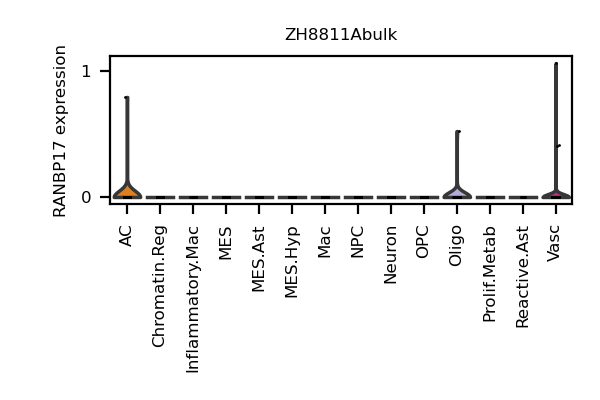 ZH8811Abulk
RANBP17 expression
1
0
AC
Chromatin.Reg
Inflammatory.Mac
MES
MES.Ast
MES.Hyp
Mac
NPC
Neuron
OPC
Oligo
Prolif.Metab
Reactive.Ast
Vasc